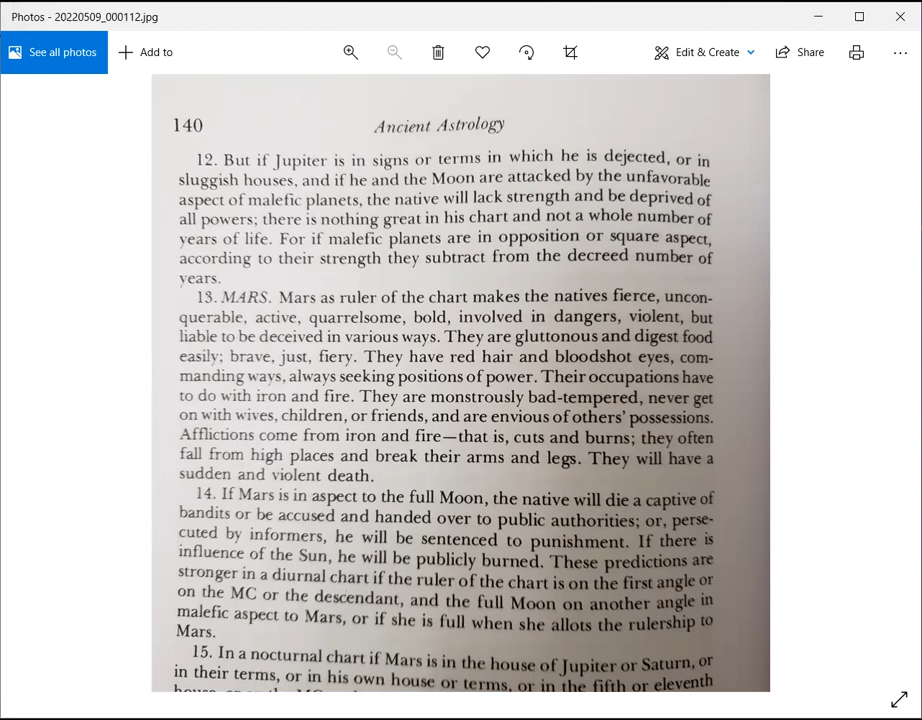 Photos - 20220509_000112.jpg
See all photos
Add to
Edit & Create
Share
140
Ancient Astrology
12. But if Jupiter is in signs or terms in which he is dejected, or in
sluggish houses, and if he and the Moon are attacked by the unfavorable
aspect of malefic planets, the native will lack strength and be deprived of
all powers; there is nothing great in his chart and not a whole number of
years of life. For if malefic planets are in opposition or square aspect,
according to their strength they subtract from the decreed number of
years.
13. MARS. Mars as ruler of the chart makes the natives fierce, uncon-
querable, active, quarrelsome, bold, involved in dangers, violent, but
liable to be deceived in various ways. They are gluttonous and digest food
easily; brave, just, fiery. They have red hair and bloodshot eyes, com-
manding ways, always seeking positions of power. Their occupations have
to do with iron and fire. They are monstrously bad-tempered, never get
on with wives, children, or friends, and are envious of others' possessions.
Afflictions come from iron and fire—that is, cuts and burns; they often
fall from high places and break their arms and legs. They will have a
sudden and violent death.
14. If Mars is in aspect to the full Moon, the native will die a captive of
bandits or be accused and handed over to public authorities; or, perse-
cuted by informers, he will be sentenced to punishment. If there is
influence of the Sun, he will be publicly burned. These predictions are
stronger in a diurnal chart if the ruler of the chart is on the first angle or
on the MC or the descendant, and the full Moon on another angle in
malefic aspect to Mars, or if she is full when she allots the rulership to
Mars.
15. In a nocturnal chart if Mars is in the house of Jupiter or Saturn, or
in their terms, or in his own house or terms, or in the fifth or eleventh